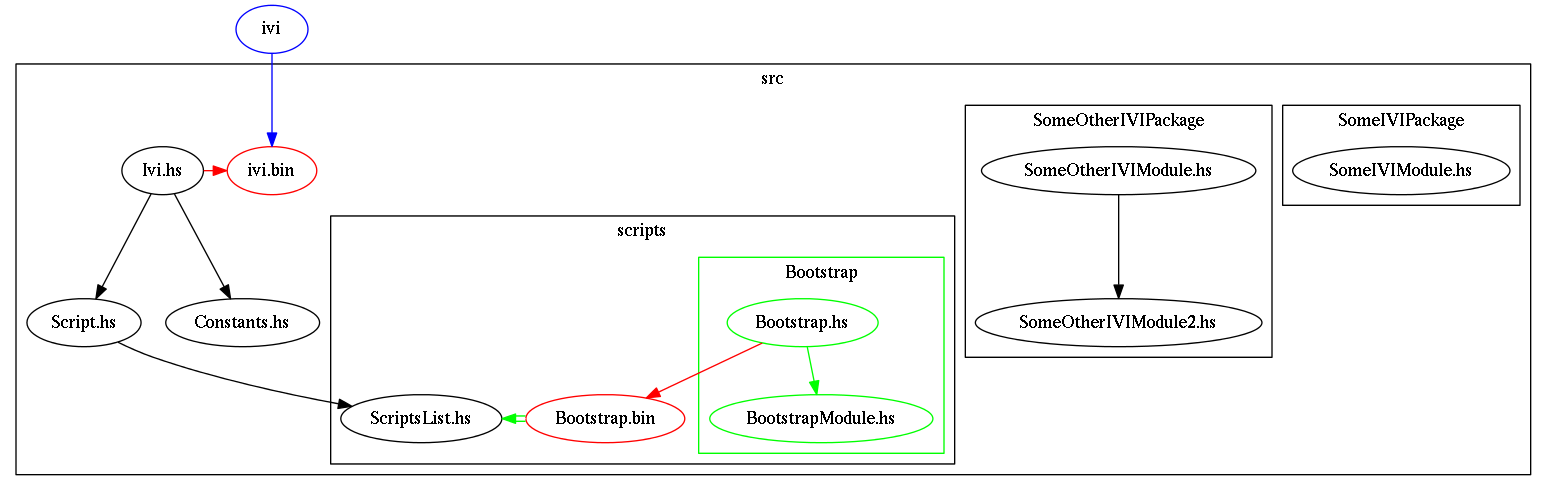 ivi
src
SomeOtherIVIPackage
SomeIVIPackage
Ivi.hs
ivi.bin
SomeOtherIVIModule.hs
SomeIVIModule.hs
scripts
Bootstrap
Script.hs
Constants.hs
Bootstrap.hs
SomeOtherIVIModule2.hs
ScriptsList.hs
Bootstrap.bin
BootstrapModule.hs